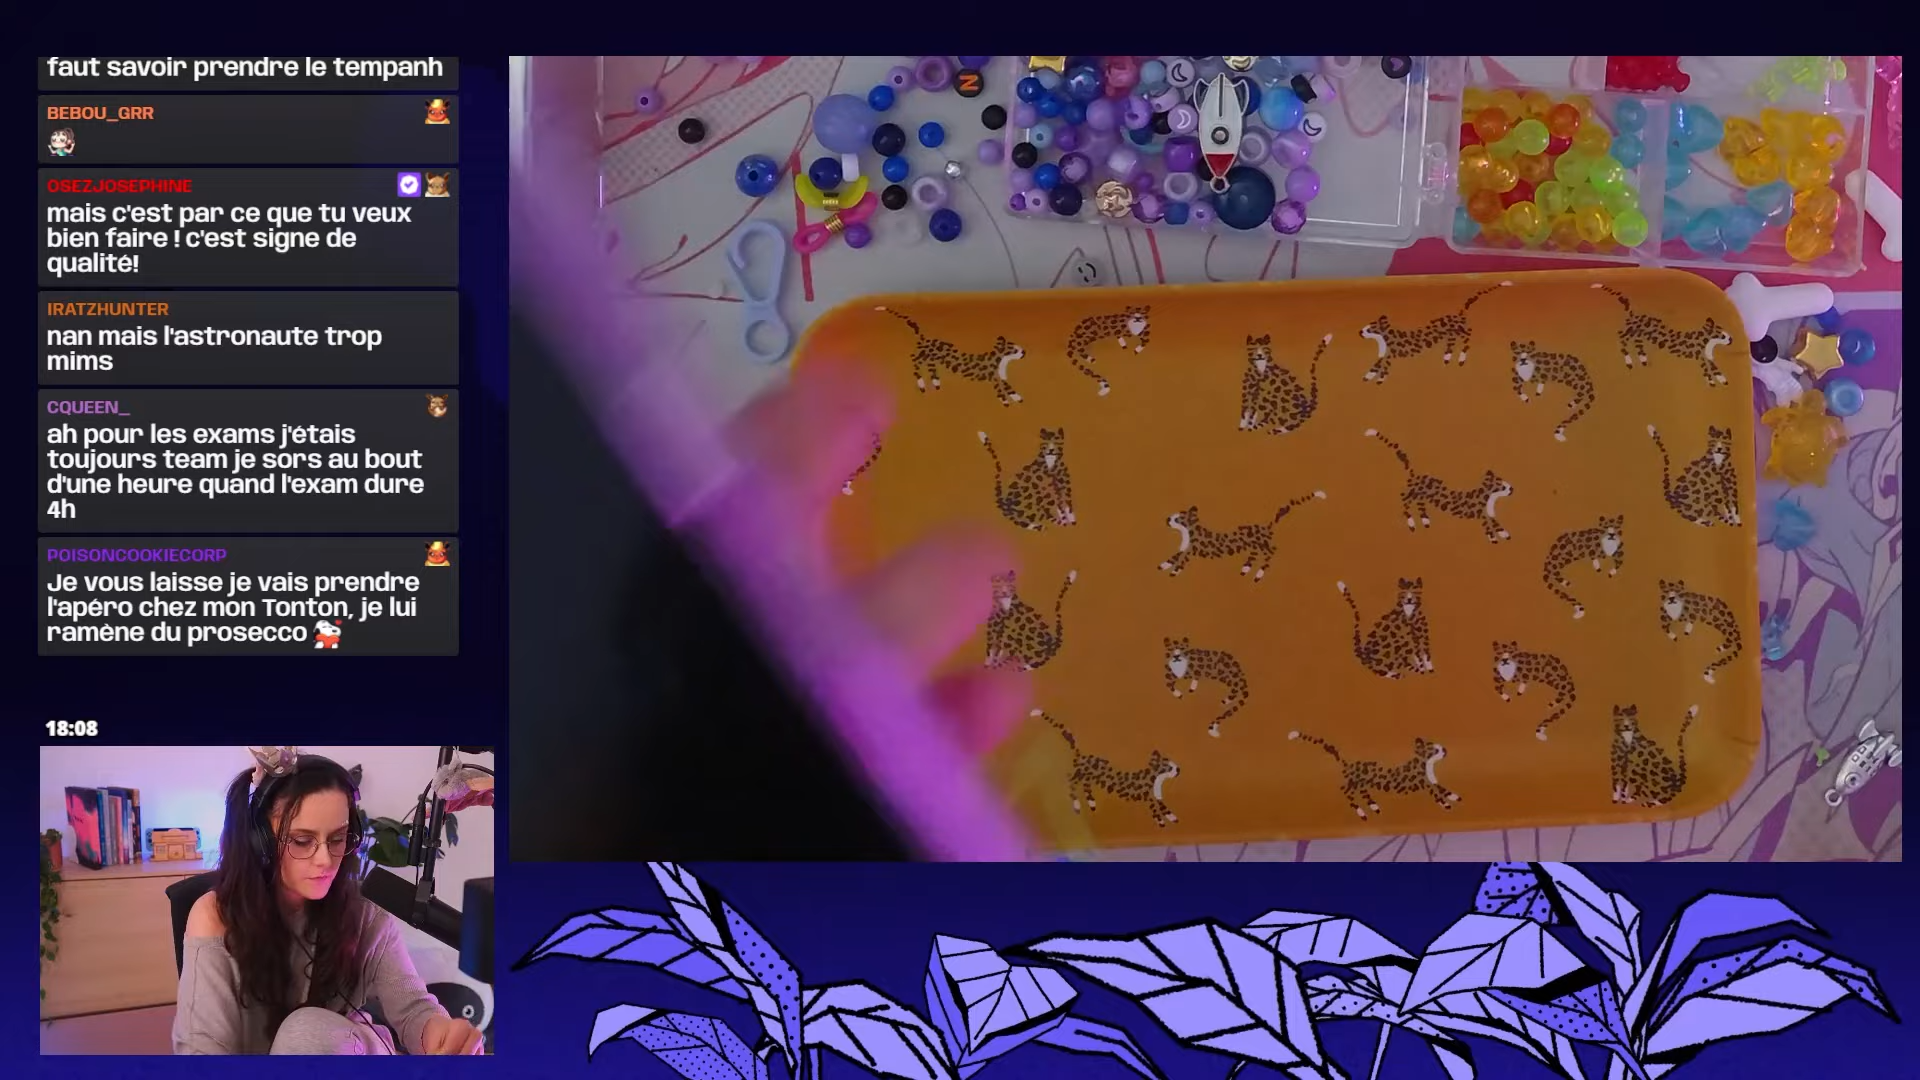 faut savoir prendre le tempanh
BEBOU_GRR
OSEZJOSEPHINE
mais c'est par ce que tu veux
bien faire ! c'est signe de
qualité!
IRATZHUNTER
nan mais l'astronaute trop
mims
CQUEEN_
ah pour les exams j'étais
toujours team je sors au bout
d'une heure quand l'exam dure
4h
POISONCOOKIECORP
Je vous laisse je vais prendre
l'apéro chez mon Tonton, je lui
ramène du prosecco
18:08